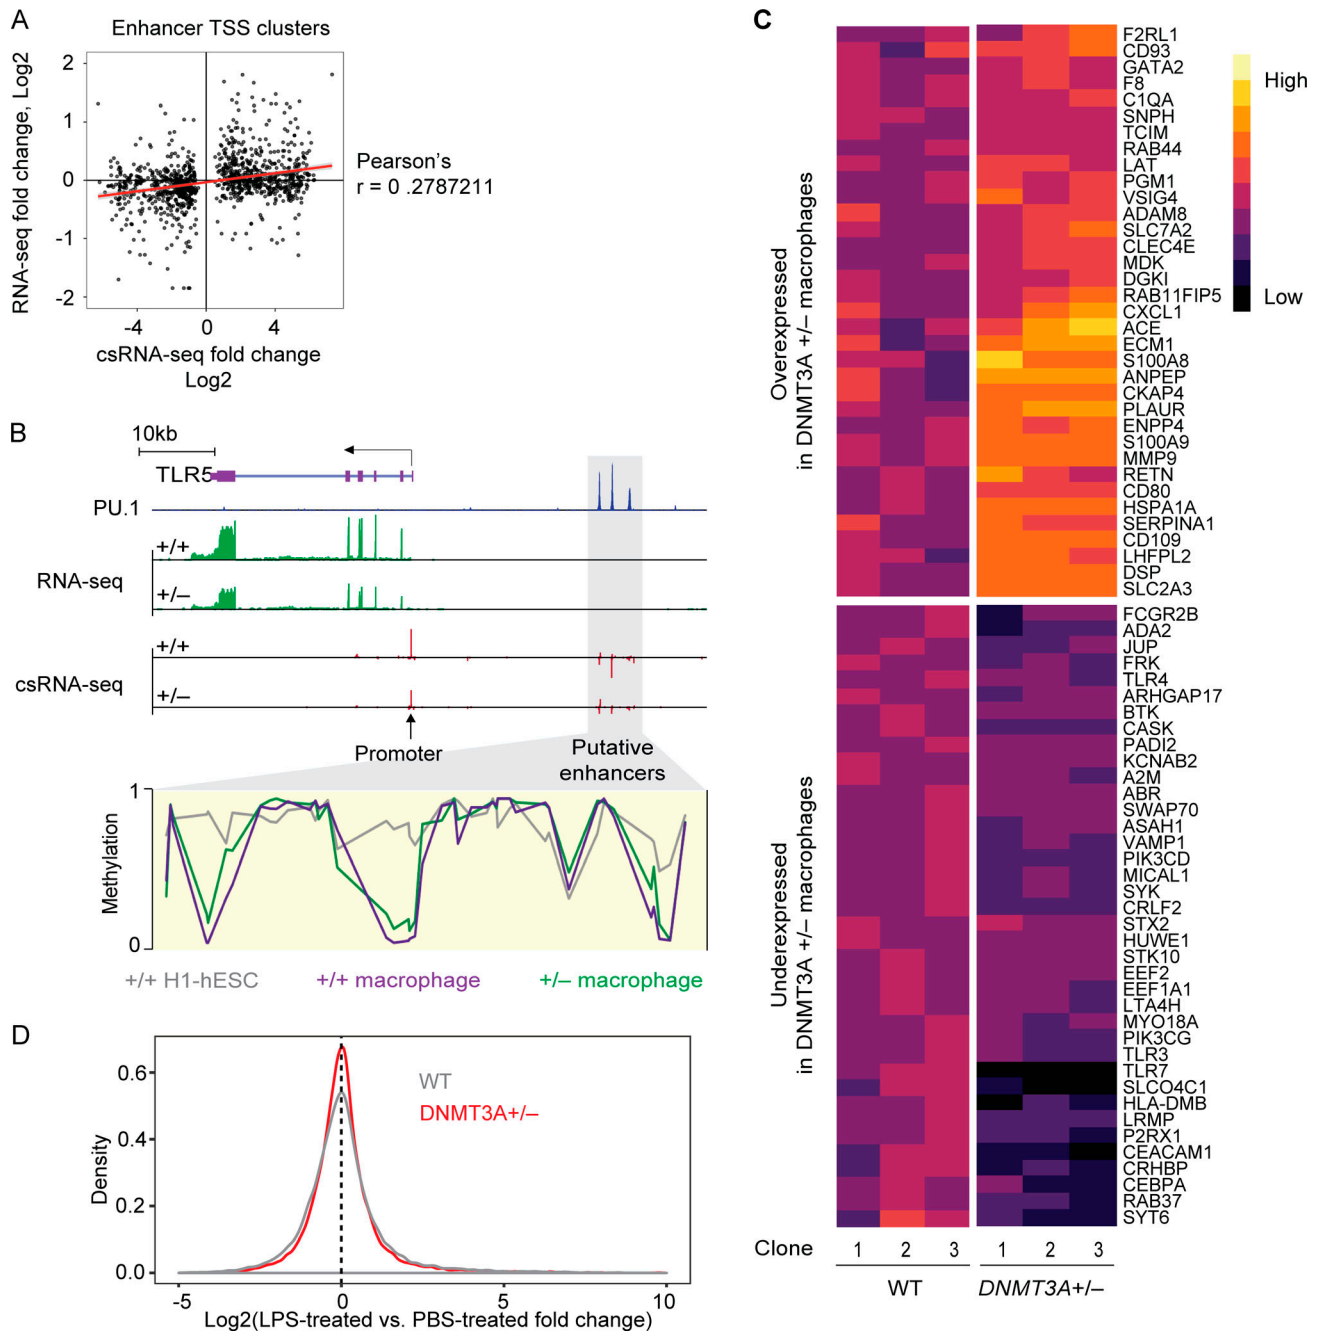 A
Enhancer TSS clusters
RNA-seq fold change, Log2
2
1
0
-1
-2
-4
0
4
csRNA-seq fold change
Log2
Pearson's
r = 0 .2787211
B
10kb
TLR5
PU.1
+/+
RNA-seq
+/–
+/+
csRNA-seq
+/–
Promoter
Putative
enhancers
1
Methylation
0
+/+ H1-hESC
+/+ macrophage
+/– macrophage
C
Overexpressed
in DNMT3A +/– macrophages
F2RL1
CD93
GATA2
F8
C1QA
SNPH
TCIM
RAB44
LAT
PGM1
VSIG4
ADAM8
SLC7A2
CLEC4E
MDK
DGKI
RAB11FIP5
CXCL1
ACE
ECM1
S100A8
ANPEP
CKAP4
PLAUR
ENPP4
S100A9
MMP9
RETN
CD80
HSPA1A
SERPINA1
CD109
LHFPL2
DSP
SLC2A3
High
Low
Underexpressed
in DNMT3A +/– macrophages
FCGR2B
ADA2
JUP
FRK
TLR4
ARHGAP17
BTK
CASK
PADI2
KCNAB2
A2M
ABR
SWAP70
ASAH1
VAMP1
PIK3CD
MICAL1
SYK
CRLF2
STX2
HUWE1
STK10
EEF2
EEF1A1
LTA4H
MYO18A
PIK3CG
TLR3
TLR7
SLCO4C1
HLA-DMB
LRMP
P2RX1
CEACAM1
CRHBP
CEBPA
RAB37
SYT6
Clone
1 2 3 1 2 3
WT
DNMT3A+/–
D
Density
0.6
0.4
0.2
0.0
WT
DNMT3A+/–
-5
0
5
10
Log2(LPS-treated vs. PBS-treated fold change)